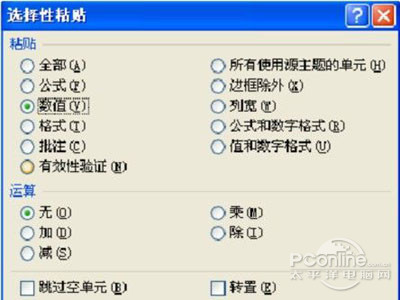 选择性粘贴
粘贴
全部(A)
所有使用源主题的单元(H)
公式(F)
边框除外(X)
数值(V)
列宽(W)
格式(T)
公式和数字格式(R)
批注(C)
值和数字格式(U)
有效性验证(N)
运算
无(O)
乘(M)
加(D)
除(I)
减(S)
跳过空单元(B)
转置(E)
PConline
.com.cn
太平洋电脑网